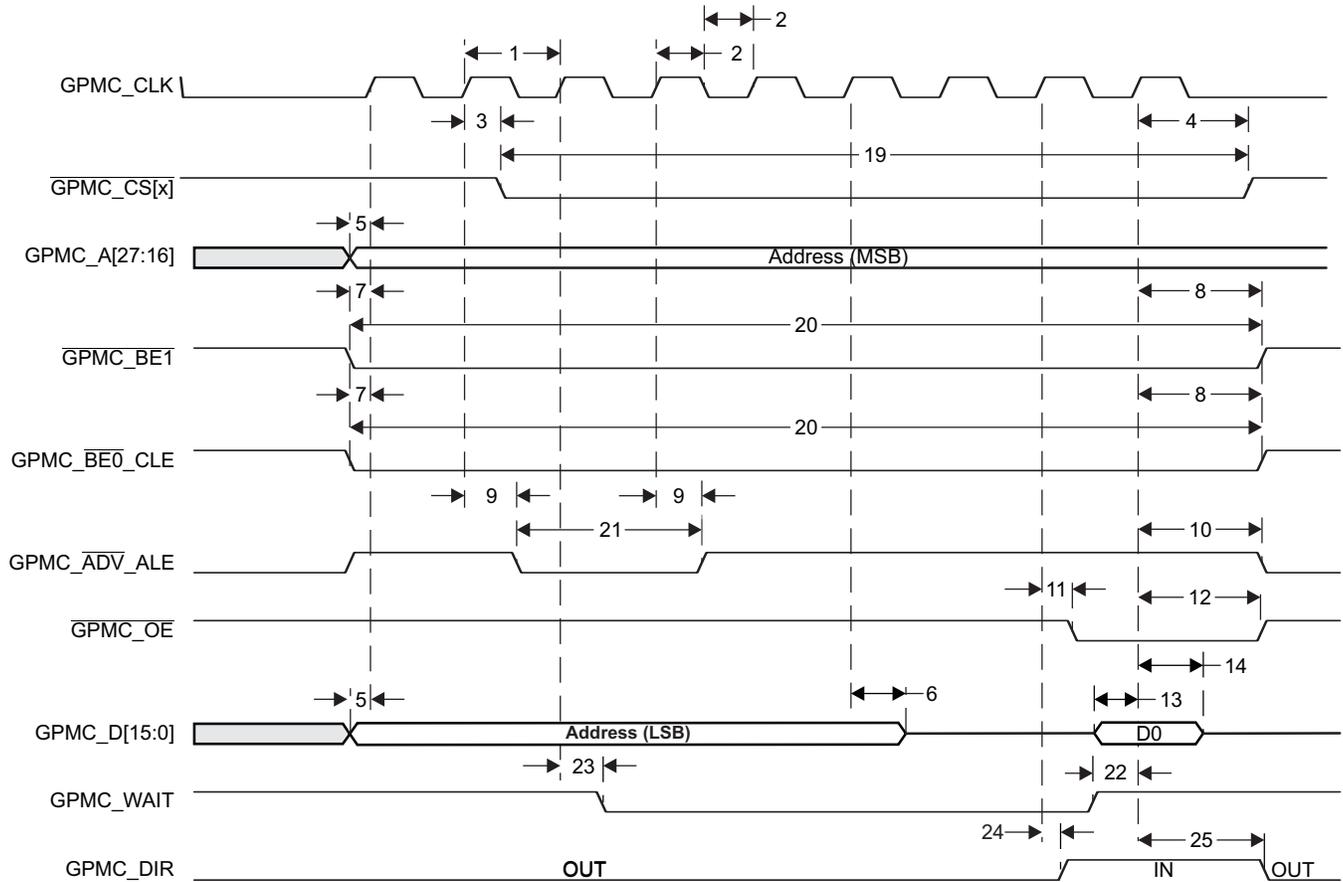 2
1
2
GPMC_CLK
3
4
19
GPMC_CS[x]
5
GPMC_A[27:16]
Address (MSB)
7
8
20
GPMC_BE1
7
8
20
GPMC_BE0_CLE
9
9
21
10
GPMC_ADV_ALE
11
12
GPMC_OE
14
5
6
13
GPMC_D[15:0]
Address (LSB)
D0
23
22
GPMC_WAIT
24
25
GPMC_DIR
OUT
IN
OUT